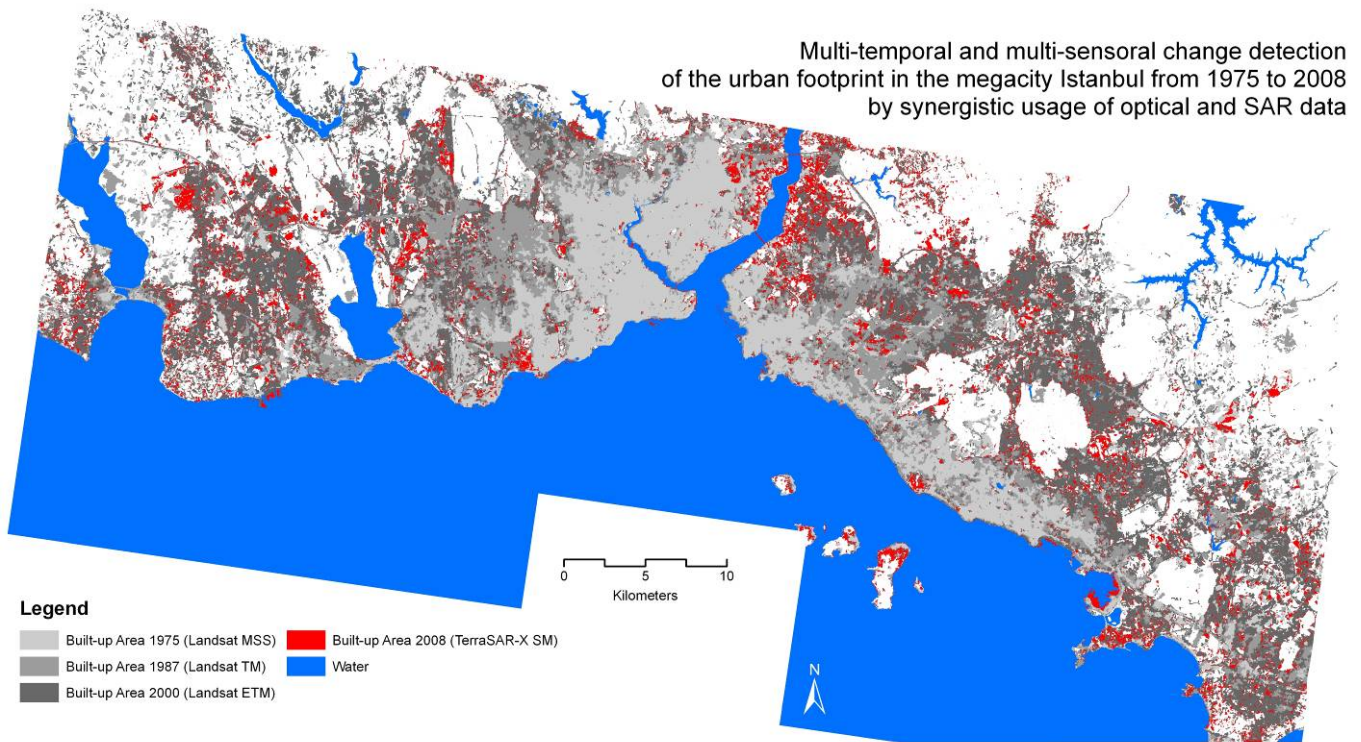 Multi-temporal and multi-sensoral change detection
of the urban footprint in the megacity Istanbul from 1975 to 2008
by synergistic usage of optical and SAR data
0 5 10
Kilometers
N
Legend
Built-up Area 1975 (Landsat MSS)
Built-up Area 1987 (Landsat TM)
Built-up Area 2000 (Landsat ETM)
Built-up Area 2008 (TerraSAR-X SM)
Water